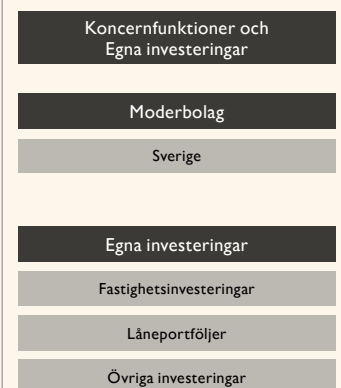 Koncernfunktioner och
Egna investeringar
Moderbolag
Sverige
Egna investeringar
Fastighetsinvesteringar
Låneportföljer
Övriga investeringar